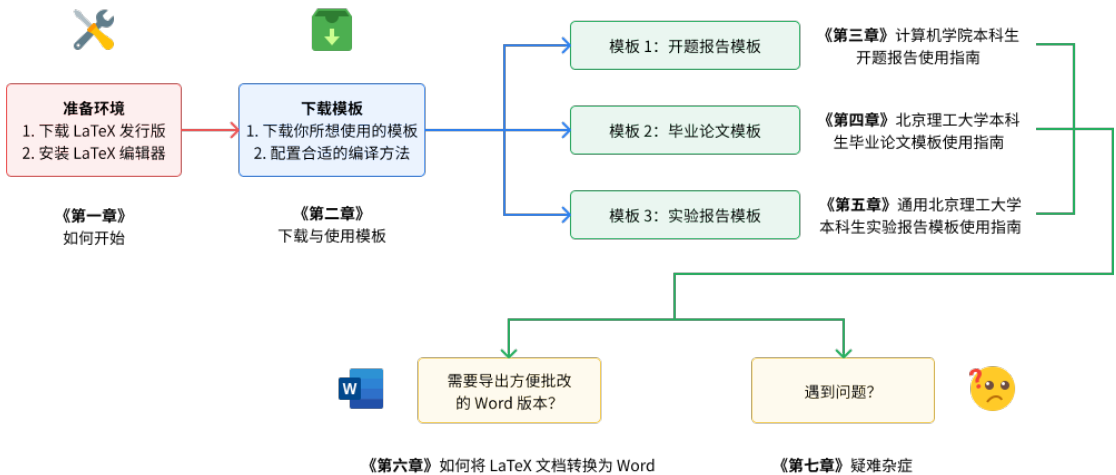 准备环境
1. 下载 LaTeX 发行版
2. 安装 LaTeX 编辑器
《第一章》
如何开始
下载模板
1. 下载你所想使用的模板
2. 配置合适的编译方法
《第二章》
下载与使用模板
模板 1：开题报告模板
《第三章》计算机学院本科生
开题报告使用指南
模板 2：毕业论文模板
《第四章》北京理工大学本科
生毕业论文模板使用指南
模板 3：实验报告模板
《第五章》通用北京理工大学
本科生实验报告模板使用指南
W
需要导出方便批改
的 Word 版本？
《第六章》如何将 LaTeX 文档转换为 Word
遇到问题？
?
《第七章》疑难杂症